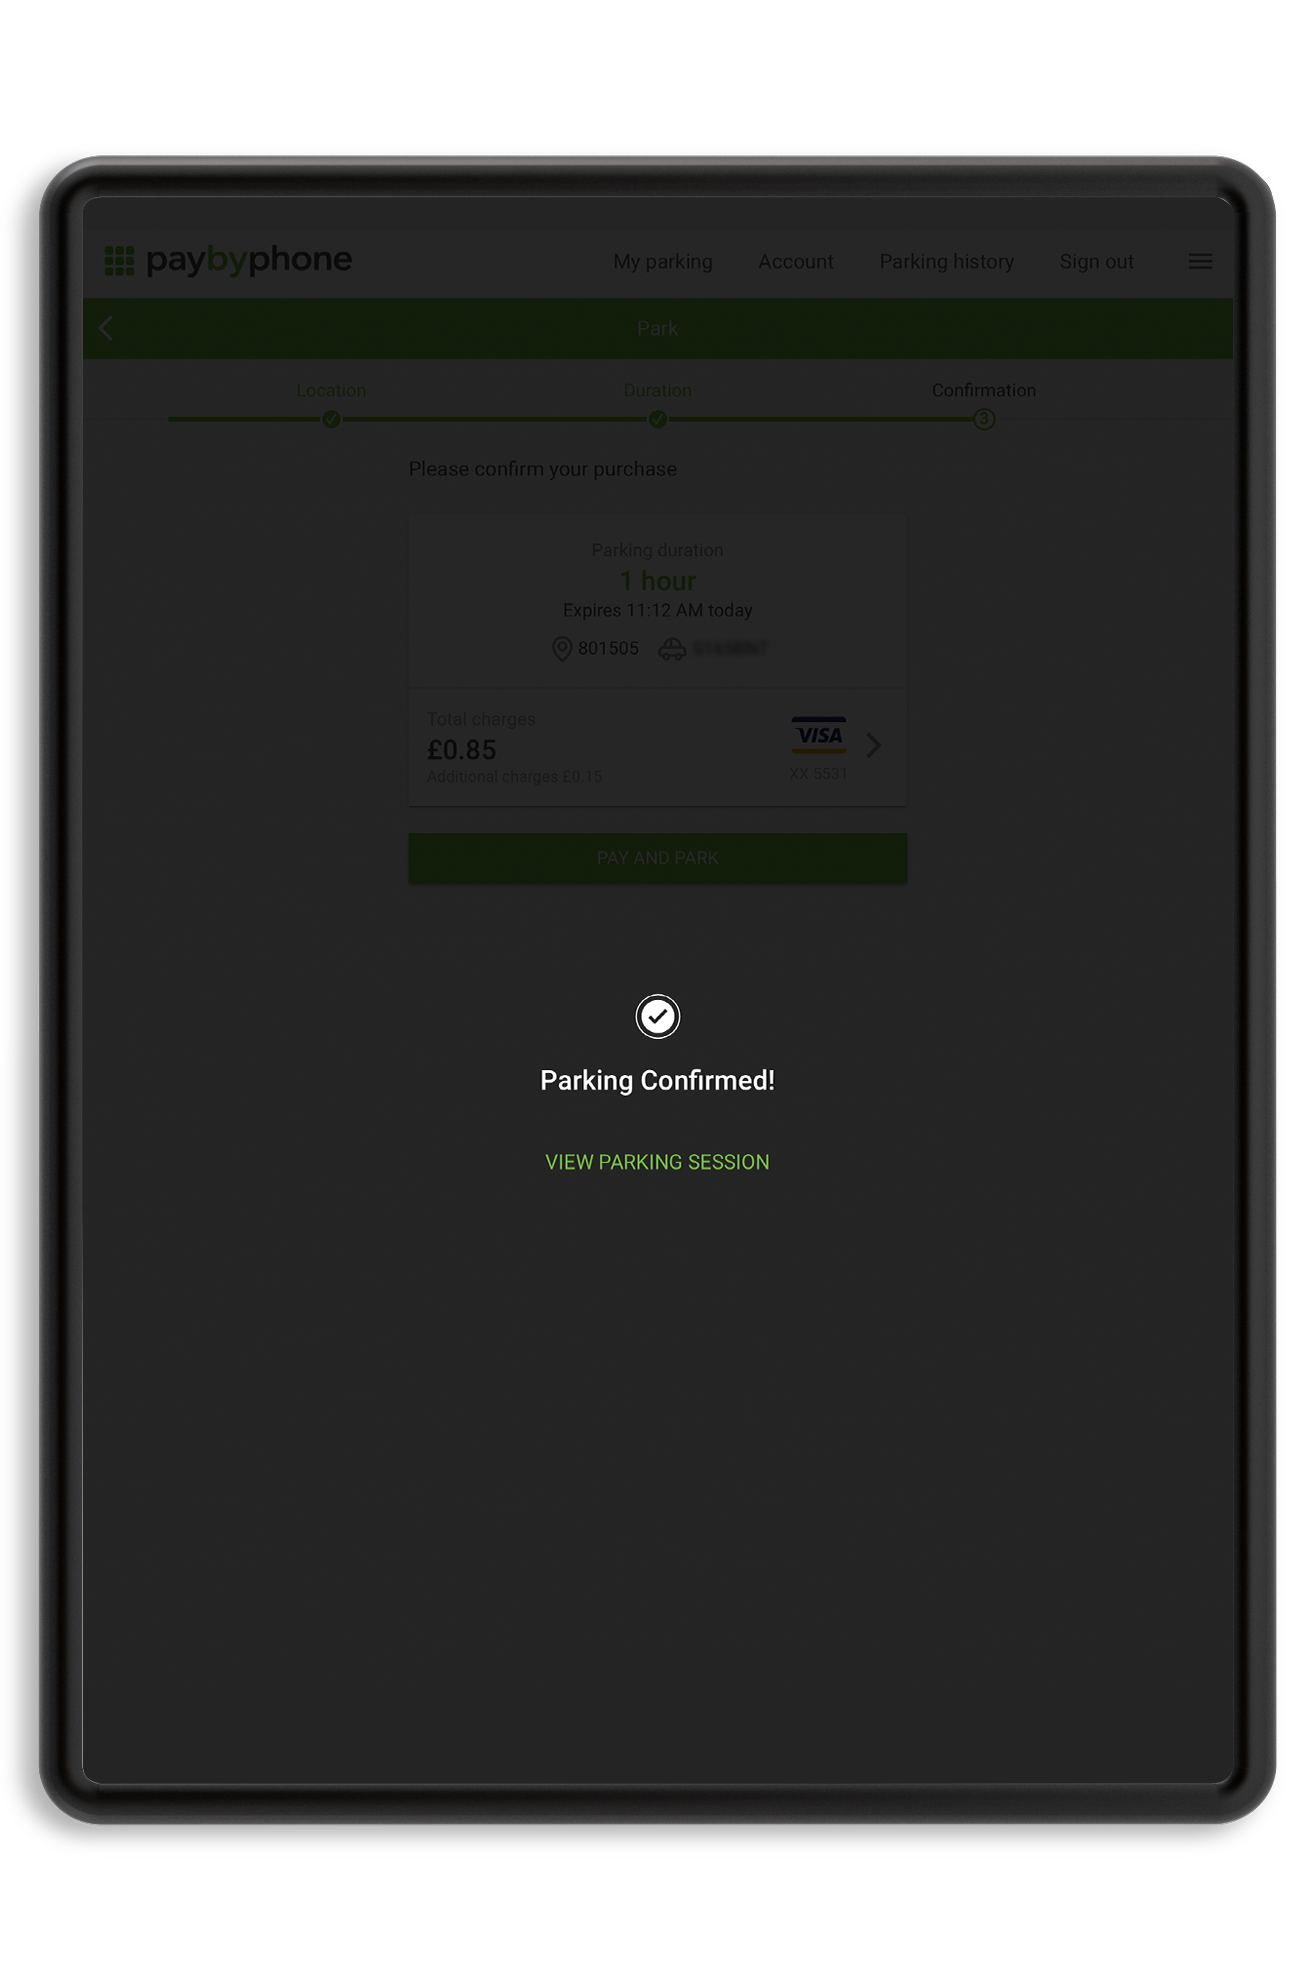 paybyphone
My parking Account Parking history Sign out
Park
Location Duration Confirmation
3
Please confirm your purchase
Parking duration
1 hour
Expires 11:12 AM today
801505
Total charges
£0.85
Additional charges £0.15
VISA
XX 5531
PAY AND PARK
Parking Confirmed!
VIEW PARKING SESSION